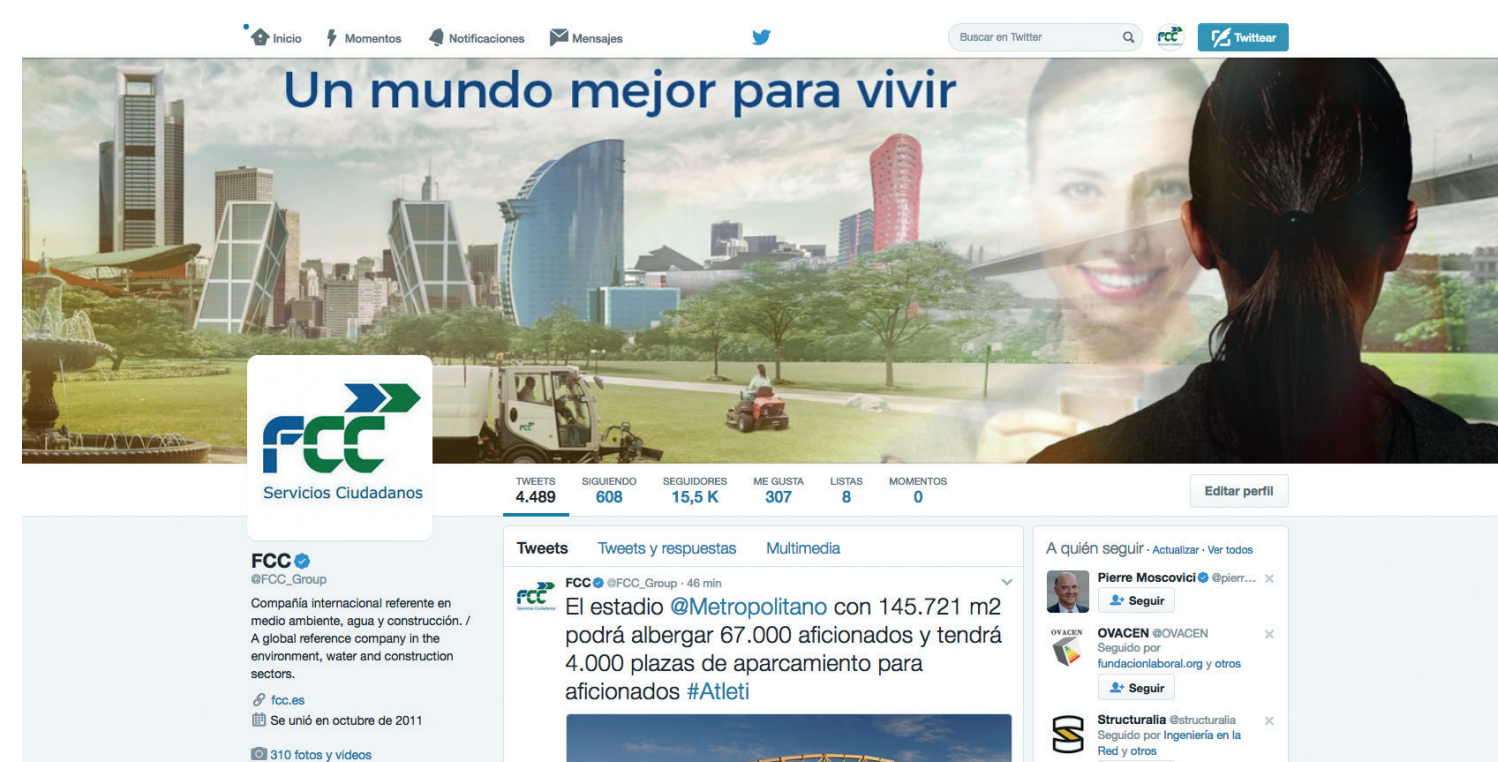 Inicio
Momentos
Notificaciones
Mensajes
Buscar en Twitter
FCC
Twittear
Un mundo mejor para vivir
FCC
FCC
Servicios Ciudadanos
TWEETS
4.489
SIGUIENDO
608
SEGUIDORES
15,5 K
ME GUSTA
307
LISTAS
8
MOMENTOS
0
Editar perfil
FCC
@FCC_Group
Compañía internacional referente en
medio ambiente, agua y construcción. /
A global reference company in the
environment, water and construction
sectors.
fcc.es
Se unió en octubre de 2011
310 fotos y videos
Tweets
Tweets y respuestas
Multimedia
FCC
Servicios Ciudadanos
FCC @FCC_Group · 46 min
El estadio @Metropolitano con 145.721 m2
podrá albergar 67.000 aficionados y tendrá
4.000 plazas de aparcamiento para
aficionados #Atleti
A quién seguir · Actualizar · Ver todos
Pierre Moscovici @pierr...
Seguir
OVACEN
OVACEN @OVACEN
Seguido por
fundacionlaboral.org y otros
Seguir
Structuralia @structuralia
Seguido por Ingeniería en la
Red y otros